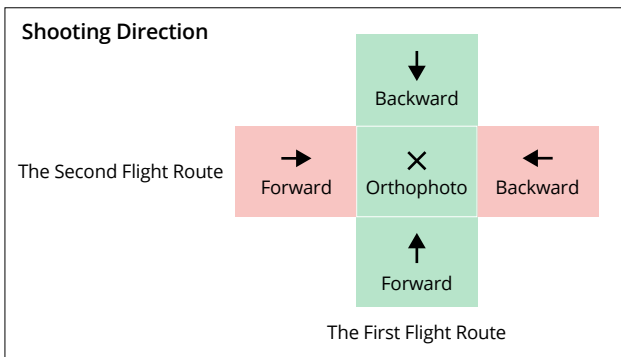 Shooting Direction
Backward
The Second Flight Route
Forward
Orthophoto
Backward
Forward
The First Flight Route